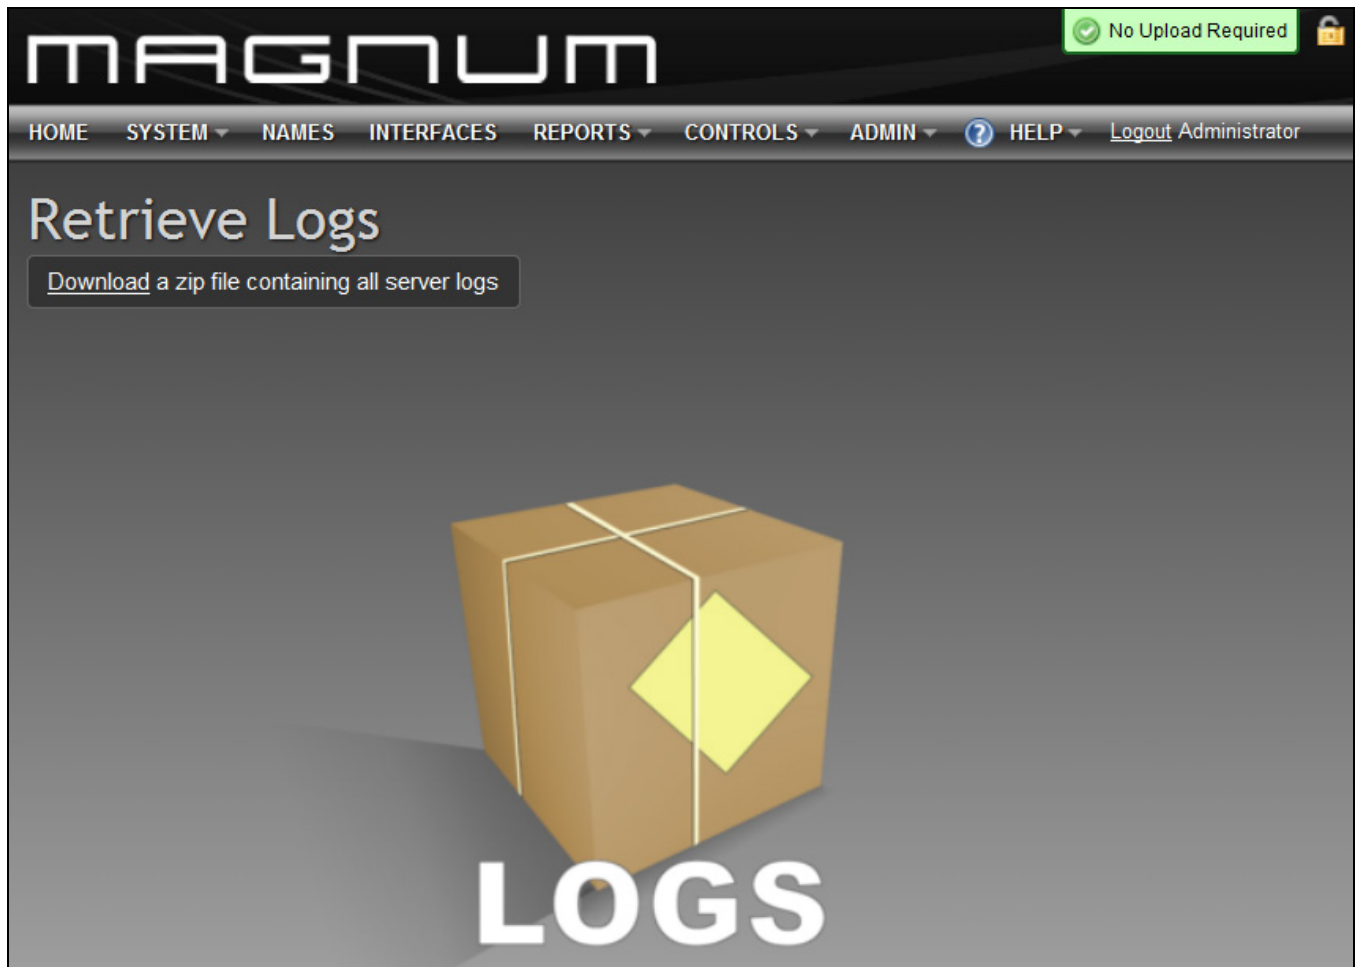 MAGNUM
No Upload Required
HOME SYSTEM NAMES INTERFACES REPORTS CONTROLS ADMIN ? HELP Logout Administrator
Retrieve Logs
Download a zip file containing all server logs
LOGS